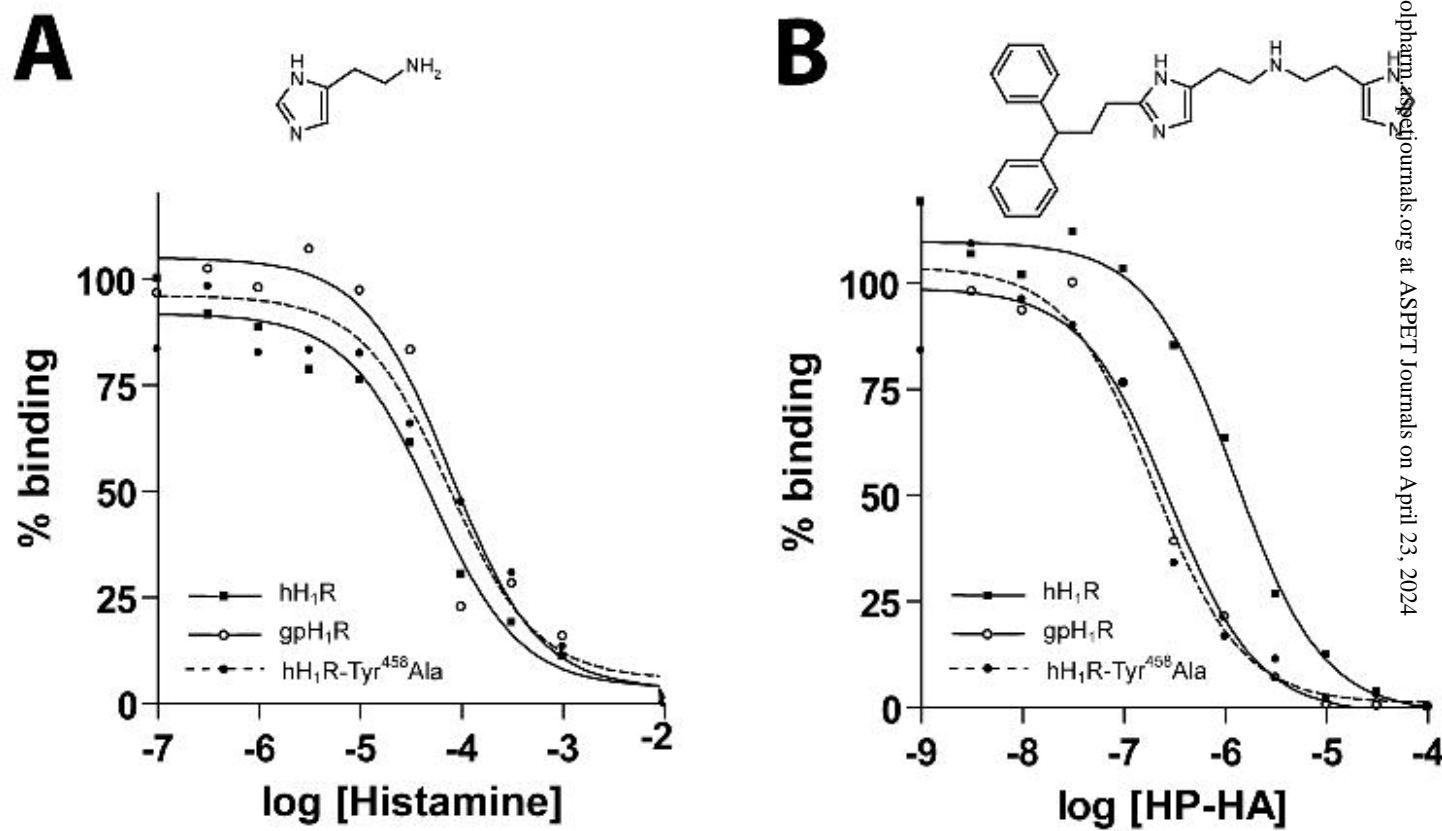 A
H
N
NH2
N
% binding
100
75
50
25
0
hH1R
gpH1R
hH1R-Tyr458Ala
-7
-6
-5
-4
-3
-2
log [Histamine]
B
H
N
N
H
N
H
N
N
% binding
100
75
50
25
0
hH1R
gpH1R
hH1R-Tyr458Ala
-9
-8
-7
-6
-5
-4
log [HP-HA]
olpharm.aspetjournals.org at ASPET Journals on April 23, 2024